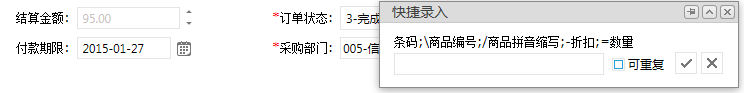 结算金额: 95.00
*订单状态: 3-完成
付款期限: 2015-01-27
*采购部门: 005-信
快捷录入
条码;\商品编号;/商品拼音缩写;-折扣;=数量
可重复